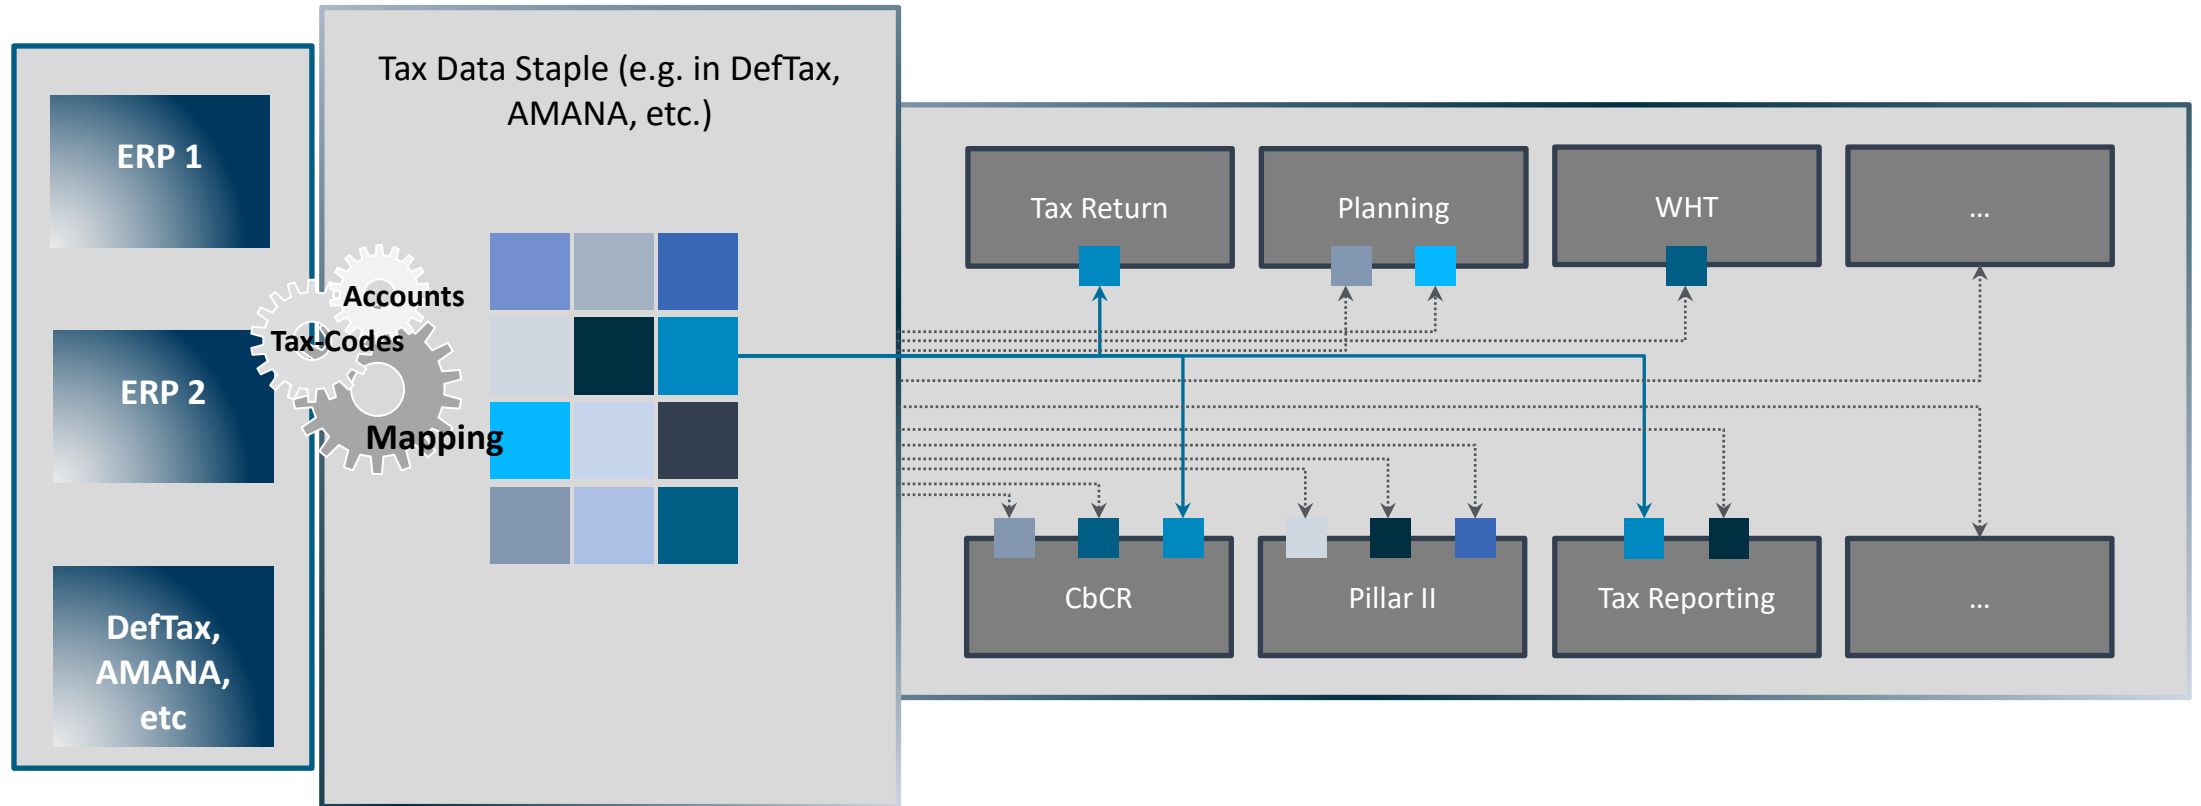 ERP 1
ERP 2
DefTax,
AMANA,
etc
Accounts
Tax-Codes
Mapping
Tax Data Staple (e.g. in DefTax,
AMANA, etc.)
Tax Return
Planning
WHT
...
CbCR
Pillar II
Tax Reporting
...